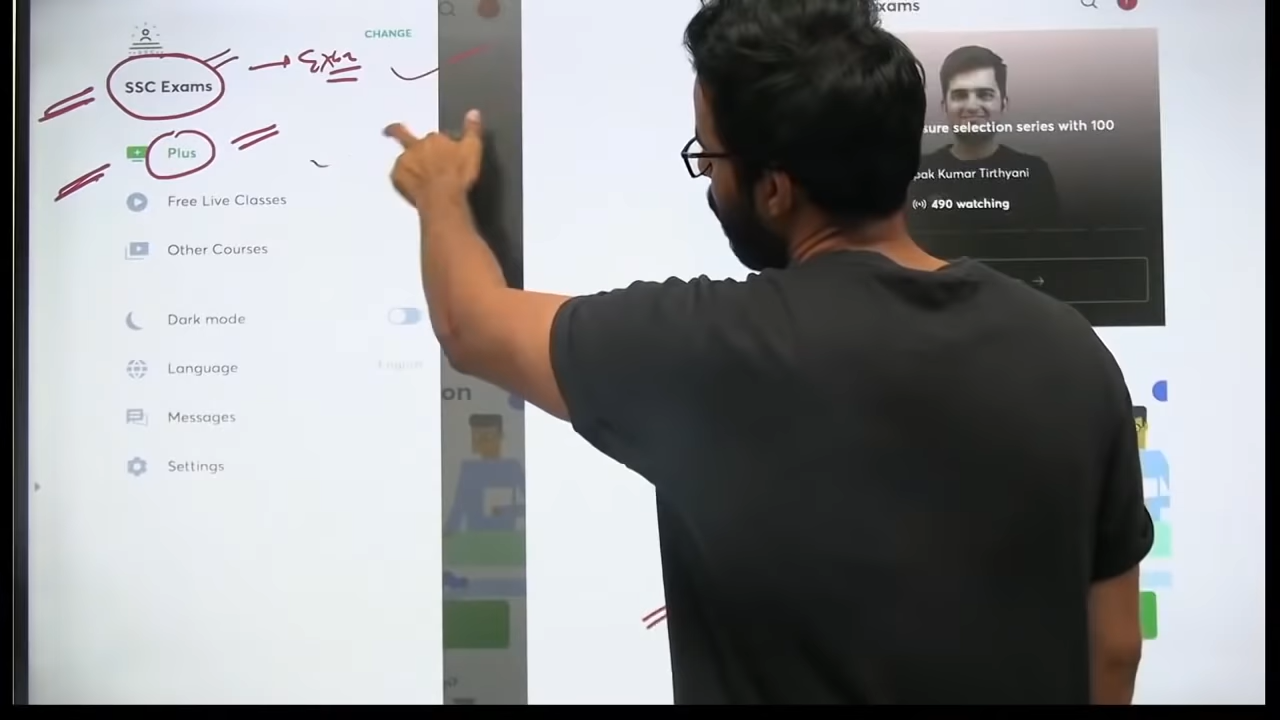 CHANGE
SSC Exams
Plus
Free Live Classes
Other Courses
Dark mode
Language
English
Messages
Settings
on
xams
sure selection series with 100
pak Kumar Tirthyani
490 watching